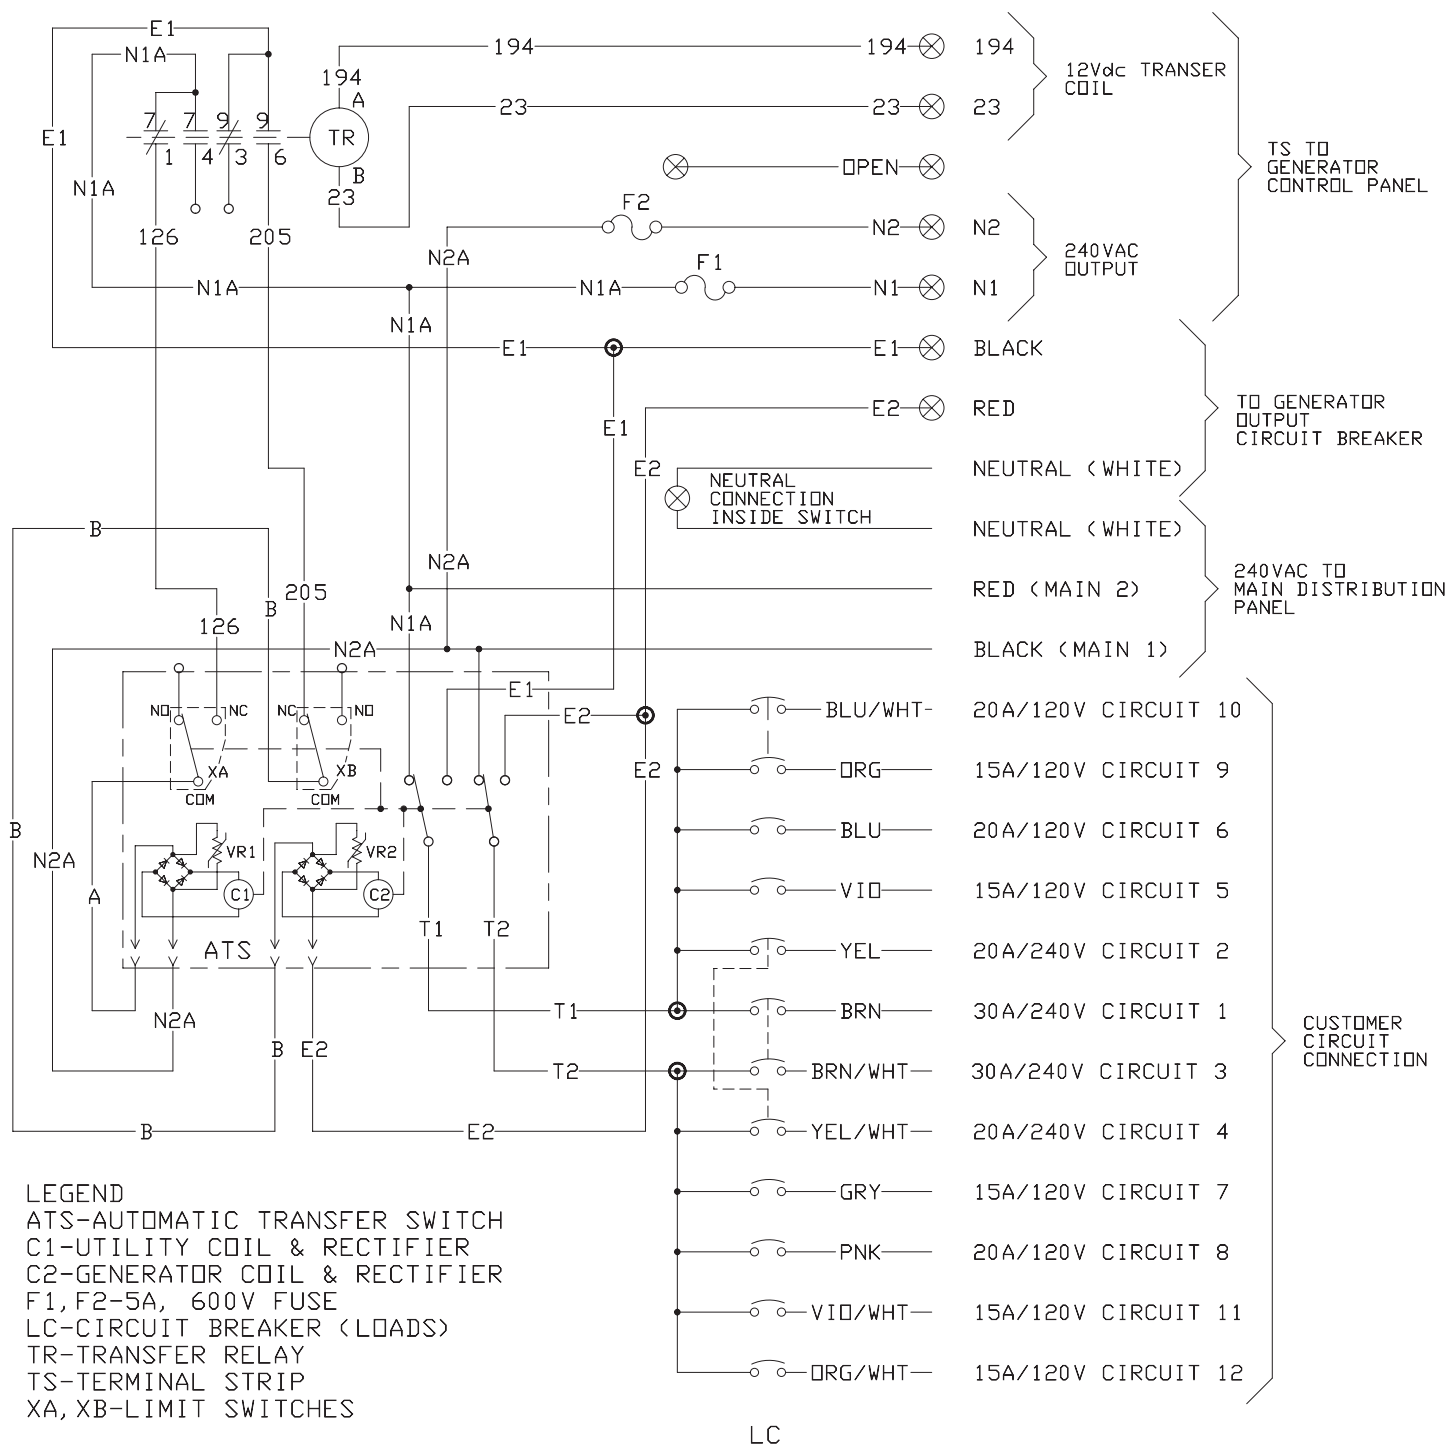 E1
N1A
194
194
194
12Vdc TRANSER
COIL
194
A
7
7
9
9
TR
23
23
23
E1
1
4
3
6
TS TO
GENERATOR
CONTROL PANEL
OPEN
N1A
B
23
F2
126
205
N2
N2
N2A
240VAC
OUTPUT
F1
N1A
N1A
N1
N1
N1A
E1
E1
BLACK
E2
RED
TO GENERATOR
OUTPUT
CIRCUIT BREAKER
E1
E2
NEUTRAL (WHITE)
NEUTRAL
CONNECTION
INSIDE SWITCH
B
NEUTRAL (WHITE)
N2A
240VAC TO
MAIN DISTRIBUTION
PANEL
205
RED (MAIN 2)
B
126
N1A
N2A
BLACK (MAIN 1)
E1
NO
NC
NC
NO
E2
BLU/WHT
20A/120V CIRCUIT 10
XA
XB
E2
ORG
15A/120V CIRCUIT 9
COM
COM
B
BLU
20A/120V CIRCUIT 6
N2A
VR1
VR2
A
C1
C2
VIO
15A/120V CIRCUIT 5
T1
T2
ATS
YEL
20A/240V CIRCUIT 2
T1
BRN
30A/240V CIRCUIT 1
N2A
CUSTOMER
CIRCUIT
CONNECTION
B
E2
T2
BRN/WHT
30A/240V CIRCUIT 3
B
E2
YEL/WHT
20A/240V CIRCUIT 4
GRY
15A/120V CIRCUIT 7
PNK
20A/120V CIRCUIT 8
VIO/WHT
15A/120V CIRCUIT 11
ORG/WHT
15A/120V CIRCUIT 12
LEGEND
ATS-AUTOMATIC TRANSFER SWITCH
C1-UTILITY COIL & RECTIFIER
C2-GENERATOR COIL & RECTIFIER
F1,F2-5A, 600V FUSE
LC-CIRCUIT BREAKER (LOADS)
TR-TRANSFER RELAY
TS-TERMINAL STRIP
XA,XB-LIMIT SWITCHES
LC